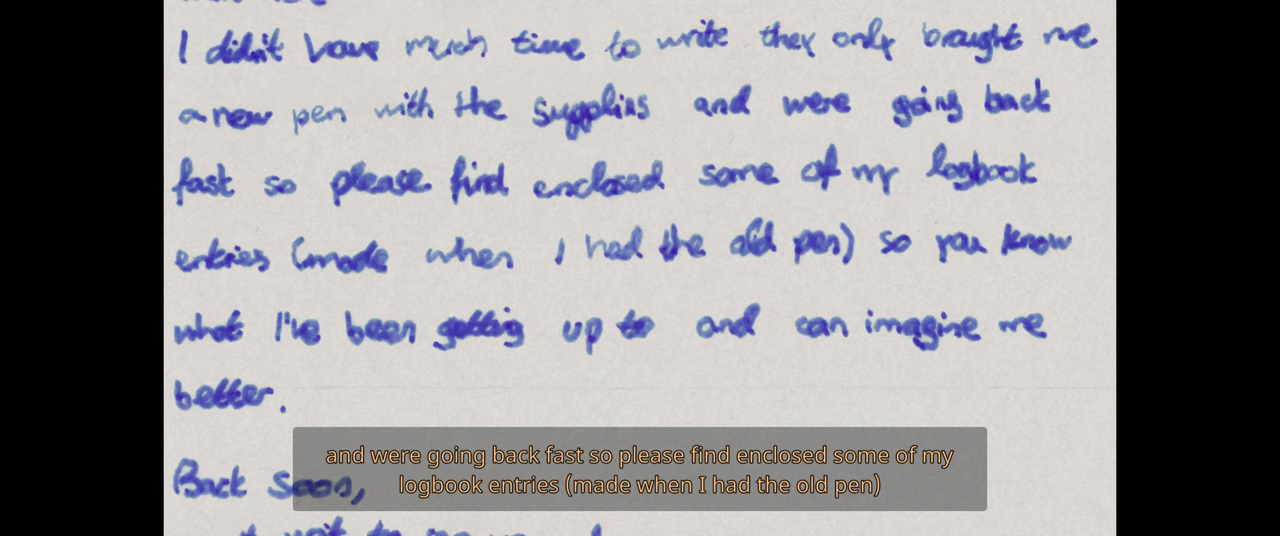 I didn't have much time to write they only brought me
a new pen with the supplies and were going back
fast so please find enclosed some of my logbook
entries (made when I had the old pen) so you know
what I've been getting up to and can imagine me
better.
and were going back fast so please find enclosed some of my
logbook entries (made when I had the old pen)
Back soon,